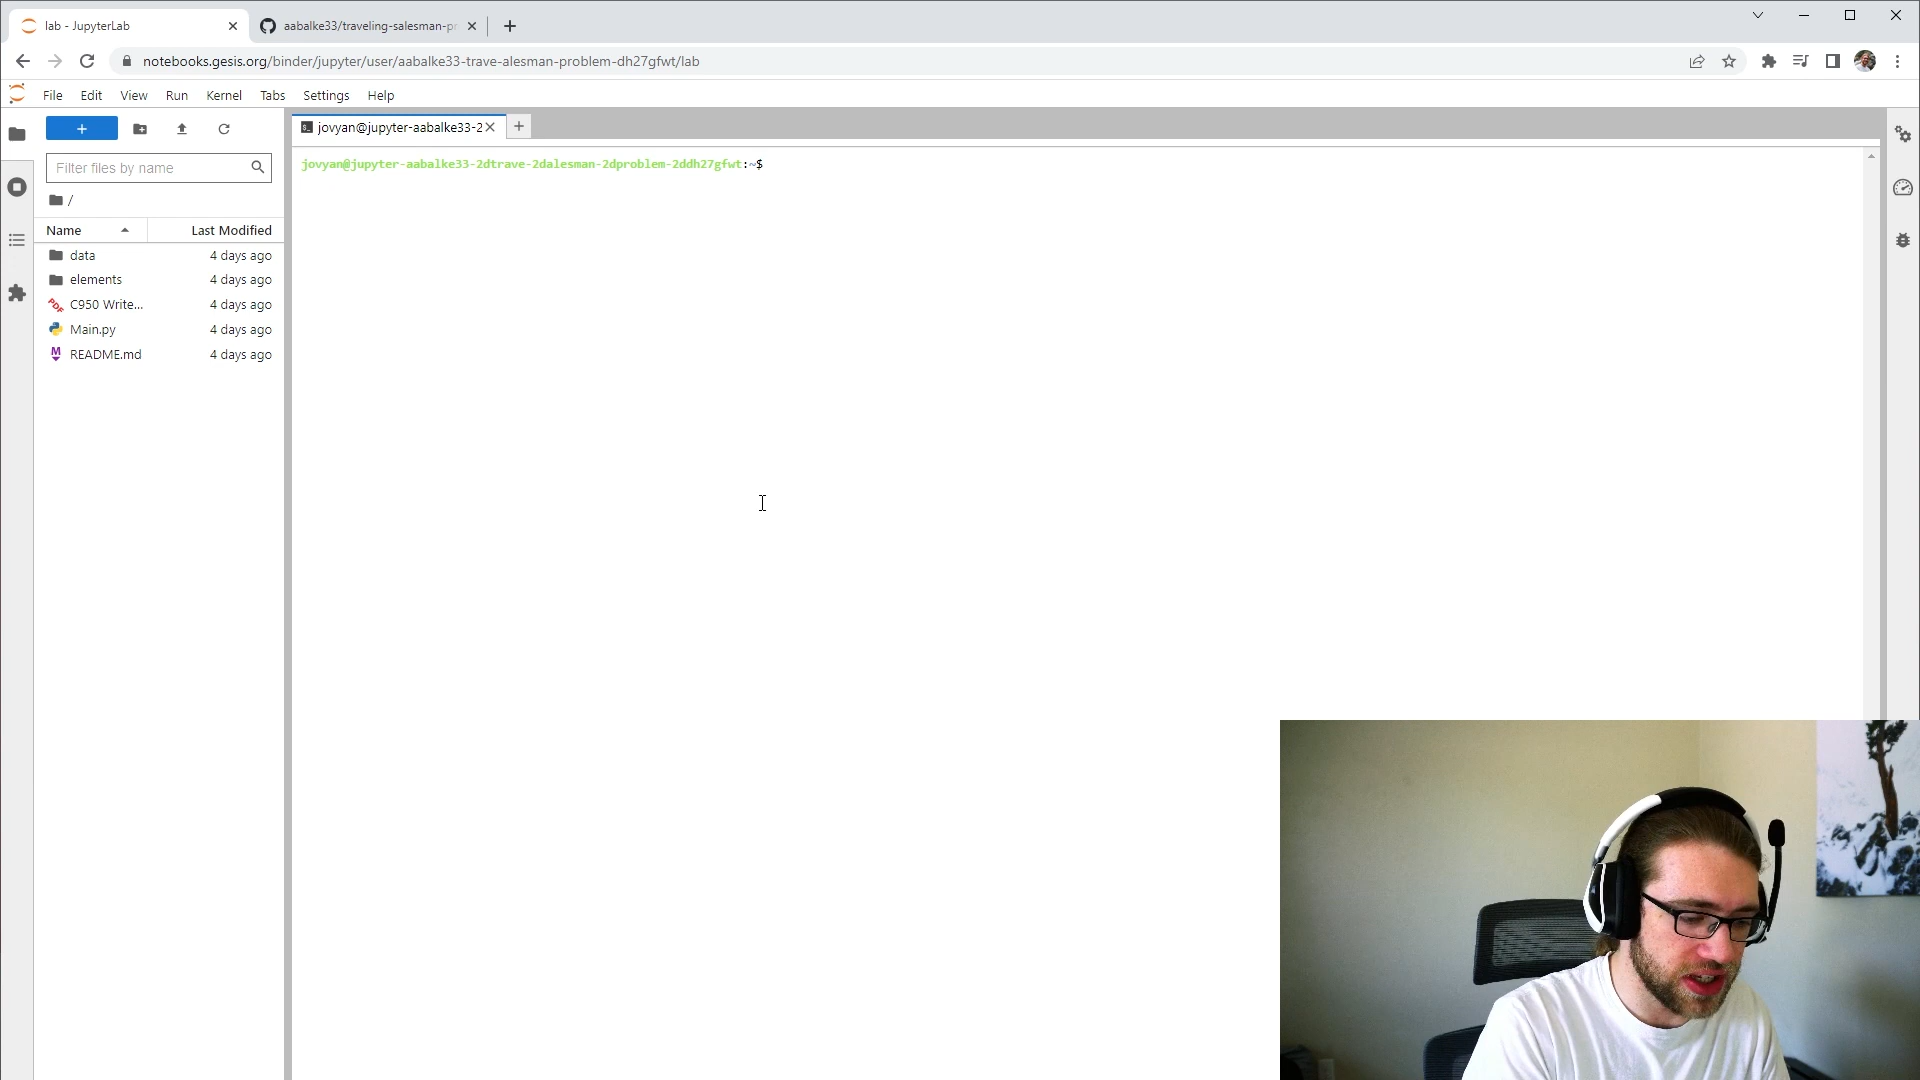 lab - JupyterLab
aabalke33/traveling-salesman-pr
notebooks.gesis.org/binder/jupyter/user/aabalke33-trave-alesman-problem-dh27gfwt/lab
File Edit View Run Kernel Tabs Settings Help
jovyan@jupyter-aabalke33-2
Filter files by name
/
Name Last Modified
data 4 days ago
elements 4 days ago
C950 Write... 4 days ago
Main.py 4 days ago
README.md 4 days ago
jovyan@jupyter-aabalke33-2dtrave-2dalesman-2dproblem-2ddh27gfwt:~$